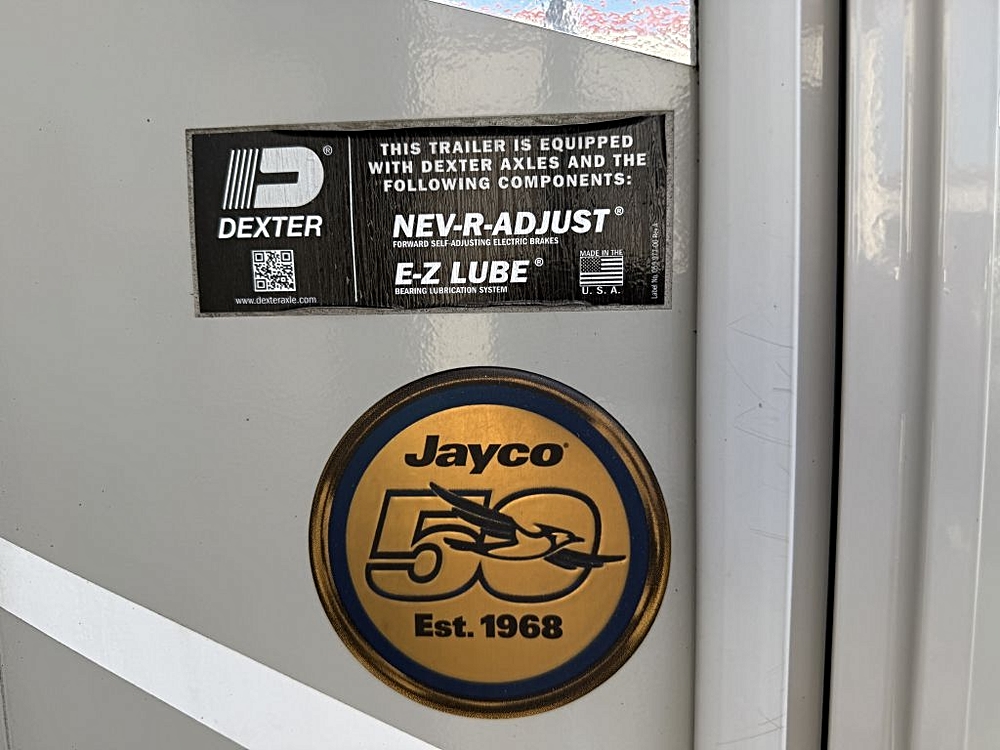 THIS TRAILER IS EQUIPPED
WITH DEXTER AXLES AND THE
FOLLOWING COMPONENTS:
DEXTER®
www.dexteraxle.com
NEV-R-ADJUST®
FORWARD SELF-ADJUSTING ELECTRIC BRAKES
E-Z LUBE®
BEARING LUBRICATION SYSTEM
MADE IN THE
U. S. A.
Jayco
50
Est. 1968